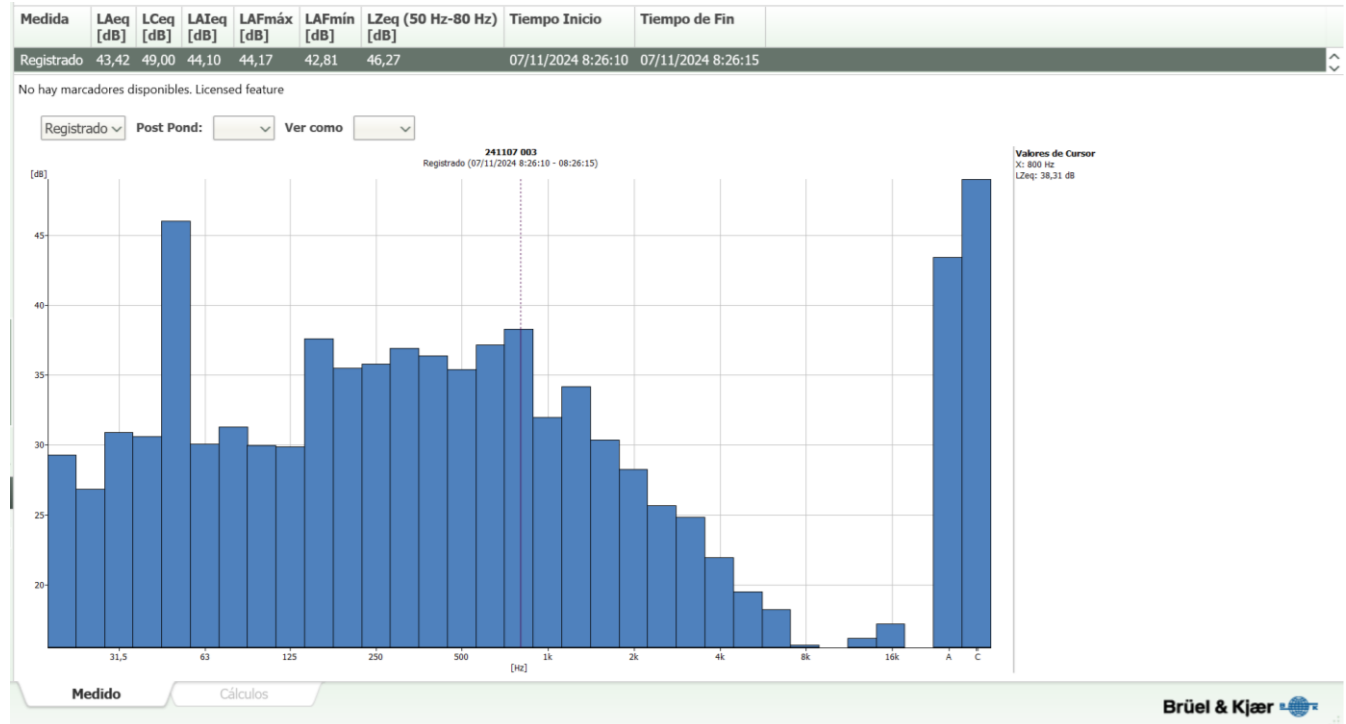 Medida LAeq [dB] LCeq [dB] LAIeq [dB] LAFmáx [dB] LAFmín [dB] LZeq (50 Hz-80 Hz) [dB] Tiempo Inicio Tiempo de Fin
Registrado 43,42 49,00 44,10 44,17 42,81 46,27 07/11/2024 8:26:10 07/11/2024 8:26:15
No hay marcadores disponibles. Licensed feature
Registrado Post Pond: Ver como
241107 003
Registrado (07/11/2024 8:26:10 - 08:26:15)
Valores de Cursor
X: 800 Hz
LZeq: 38,31 dB
[dB]
45
40
35
30
25
20
31,5 63 125 250 500 1k 2k 4k 8k 16k A C
[Hz]
Medido Cálculos
Brüel & Kjær